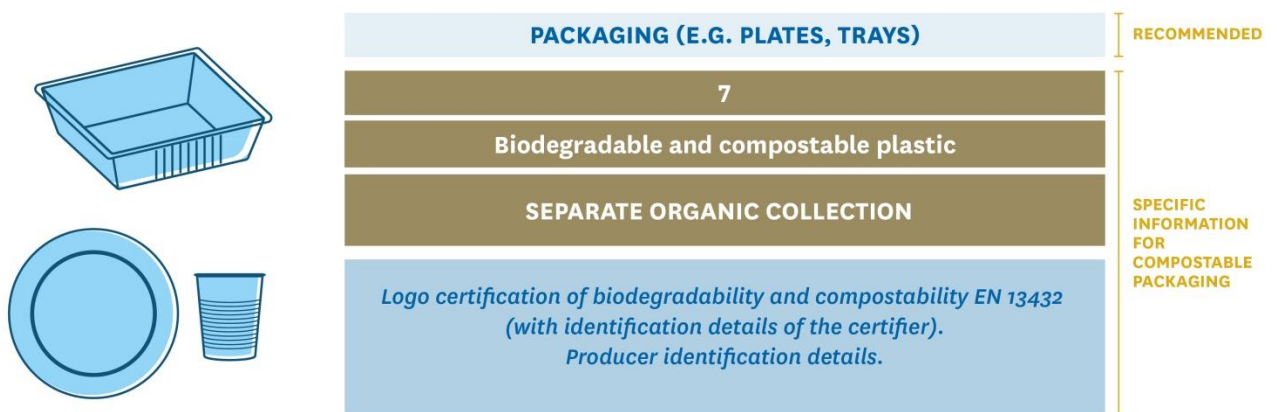 PACKAGING (E.G. PLATES, TRAYS)
RECOMMENDED
7
Biodegradable and compostable plastic
SEPARATE ORGANIC COLLECTION
Logo certification of biodegradability and compostability EN 13432
(with identification details of the certifier).
Producer identification details.
SPECIFIC
INFORMATION
FOR
COMPOSTABLE
PACKAGING